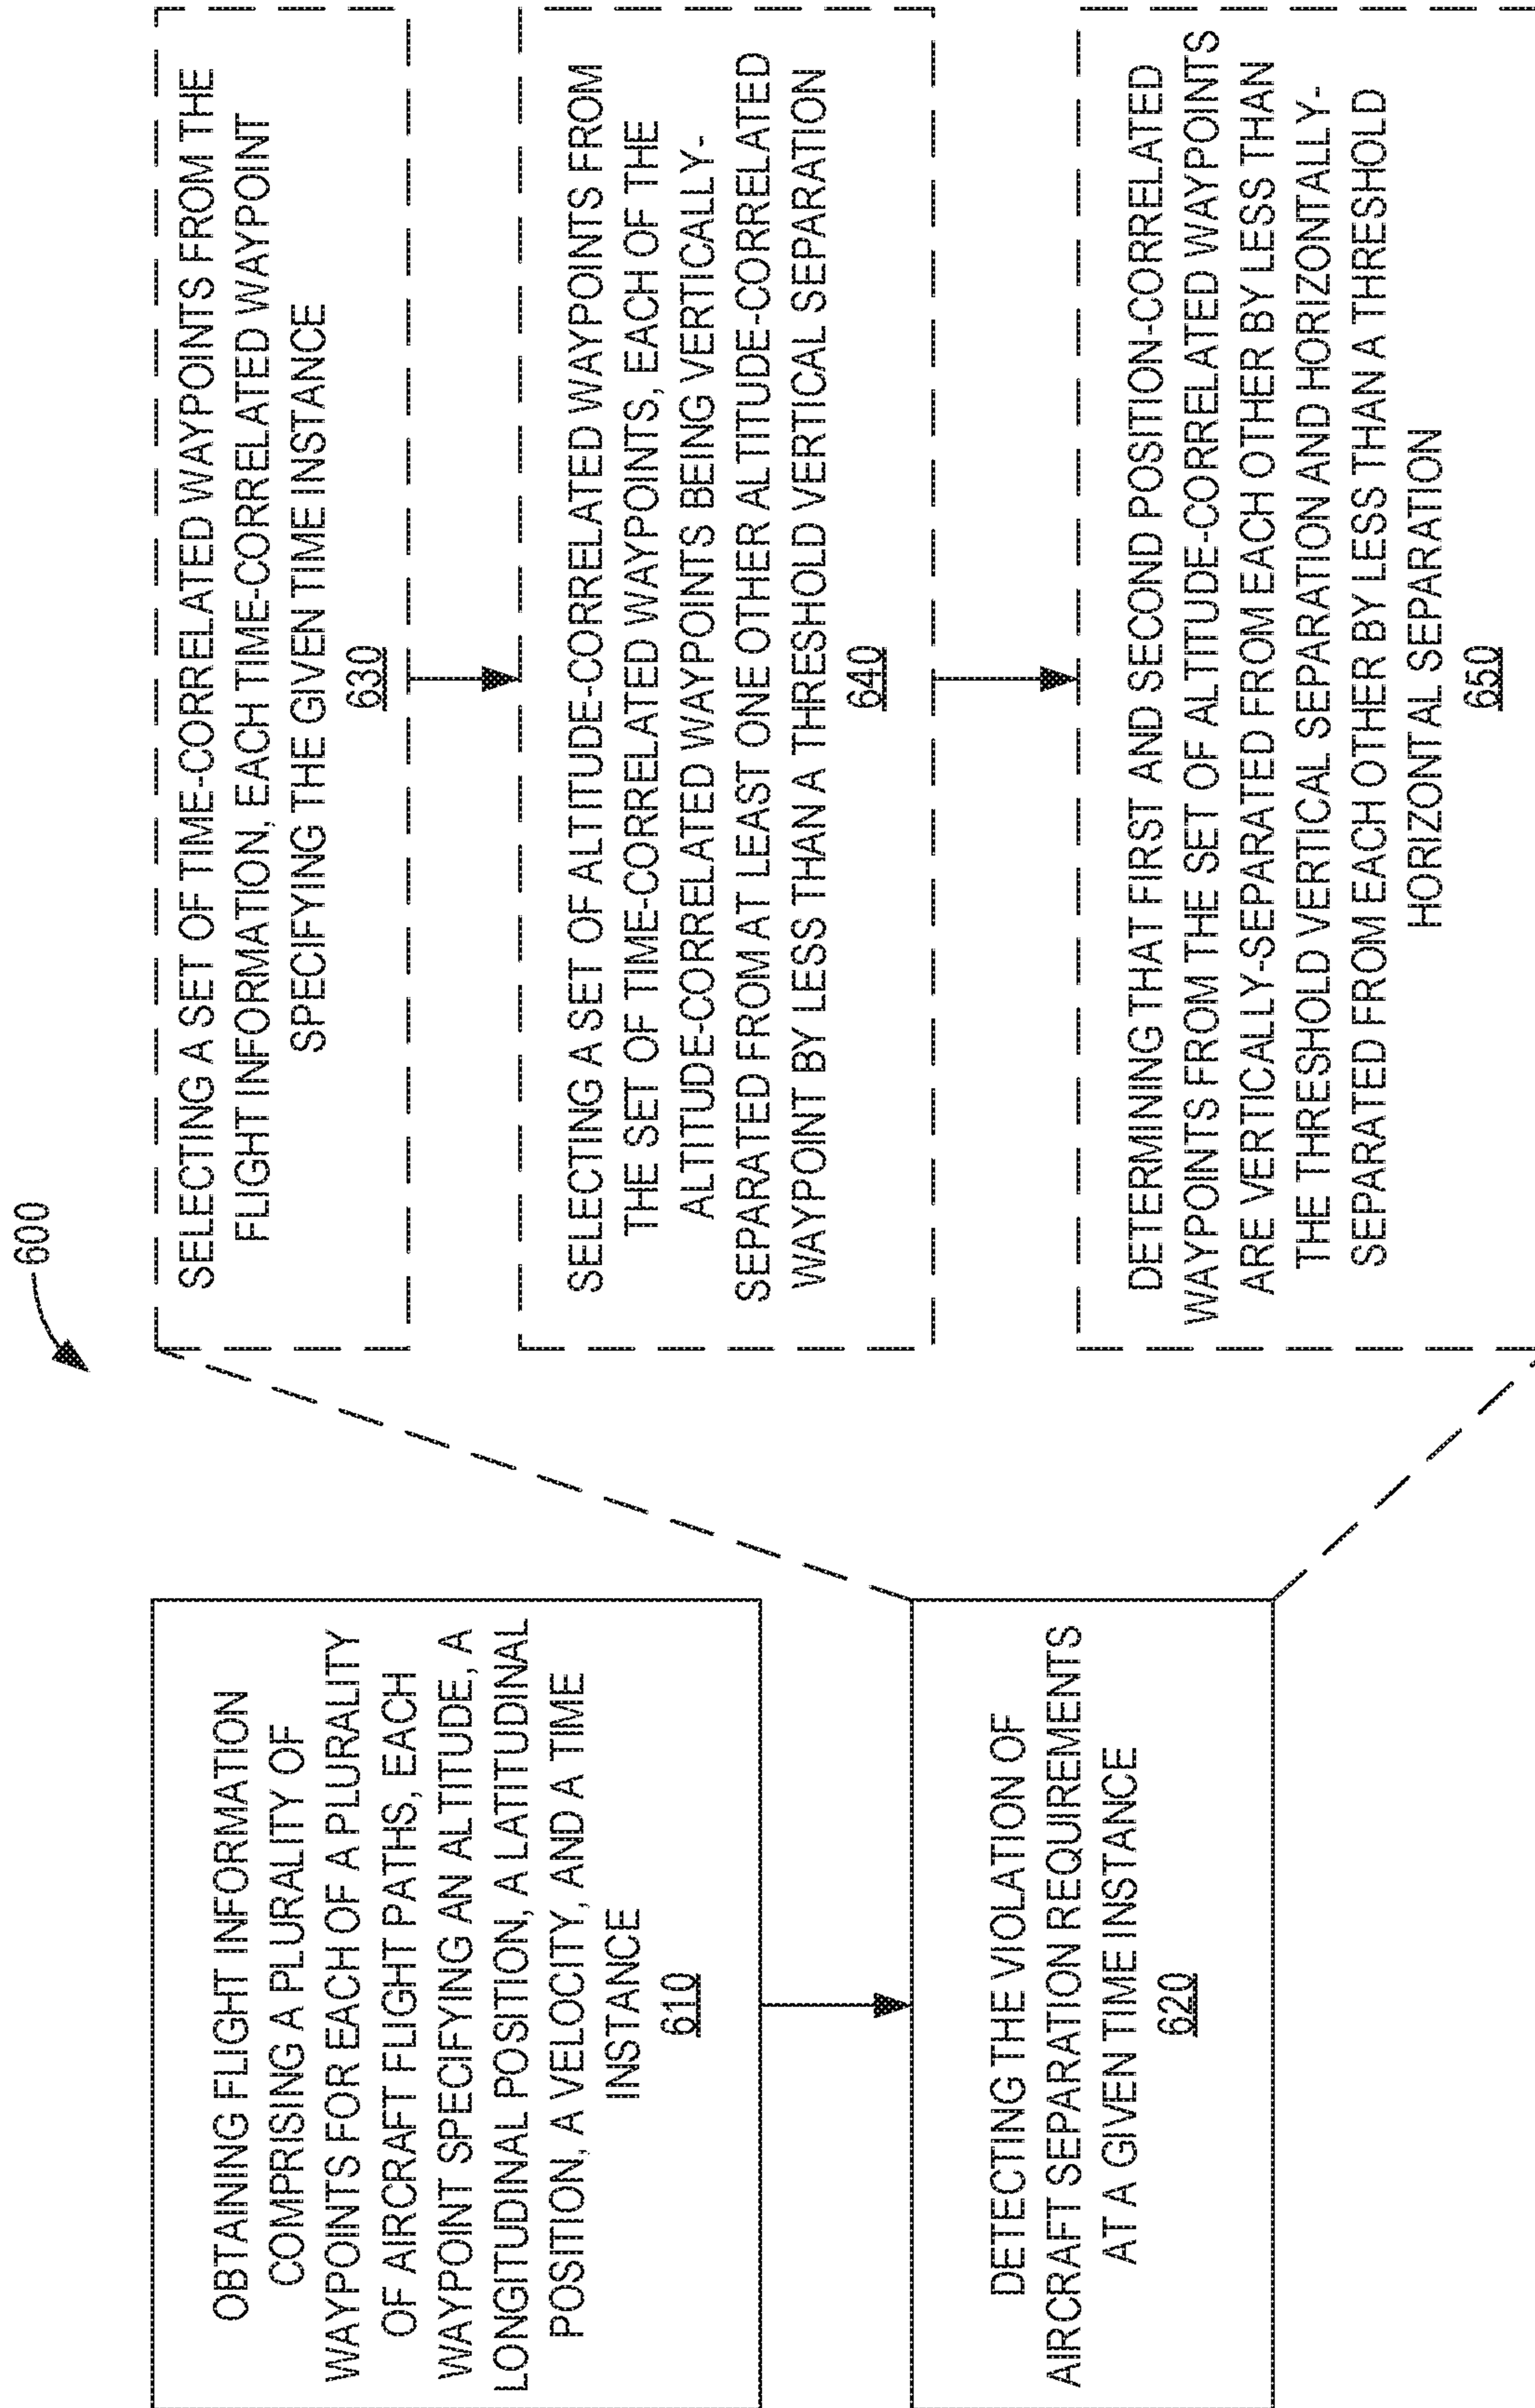 600
OBTAINING FLIGHT INFORMATION
COMPRISING A PLURALITY OF
WAYPOINTS FOR EACH OF A PLURALITY
OF AIRCRAFT FLIGHT PATHS, EACH
WAYPOINT SPECIFYING AN ALTITUDE, A
LONGITUDINAL POSITION, A LATITUDINAL
POSITION, A VELOCITY, AND A TIME
INSTANCE
610
DETECTING THE VIOLATION OF
AIRCRAFT SEPARATION REQUIREMENTS
AT A GIVEN TIME INSTANCE
620
SELECTING A SET OF TIME-CORRELATED WAYPOINTS FROM THE
FLIGHT INFORMATION, EACH TIME-CORRELATED WAYPOINT
SPECIFYING THE GIVEN TIME INSTANCE
630
SELECTING A SET OF ALTITUDE-CORRELATED WAYPOINTS FROM
THE SET OF TIME-CORRELATED WAYPOINTS, EACH OF THE
ALTITUDE-CORRELATED WAYPOINTS BEING VERTICALLY-
SEPARATED FROM AT LEAST ONE OTHER ALTITUDE-CORRELATED
WAYPOINT BY LESS THAN A THRESHOLD VERTICAL SEPARATION
640
DETERMINING THAT FIRST AND SECOND POSITION-CORRELATED
WAYPOINTS FROM THE SET OF ALTITUDE-CORRELATED WAYPOINTS
ARE VERTICALLY-SEPARATED FROM EACH OTHER BY LESS THAN
THE THRESHOLD VERTICAL SEPARATION AND HORIZONTALLY-
SEPARATED FROM EACH OTHER BY LESS THAN A THRESHOLD
HORIZONTAL SEPARATION
650